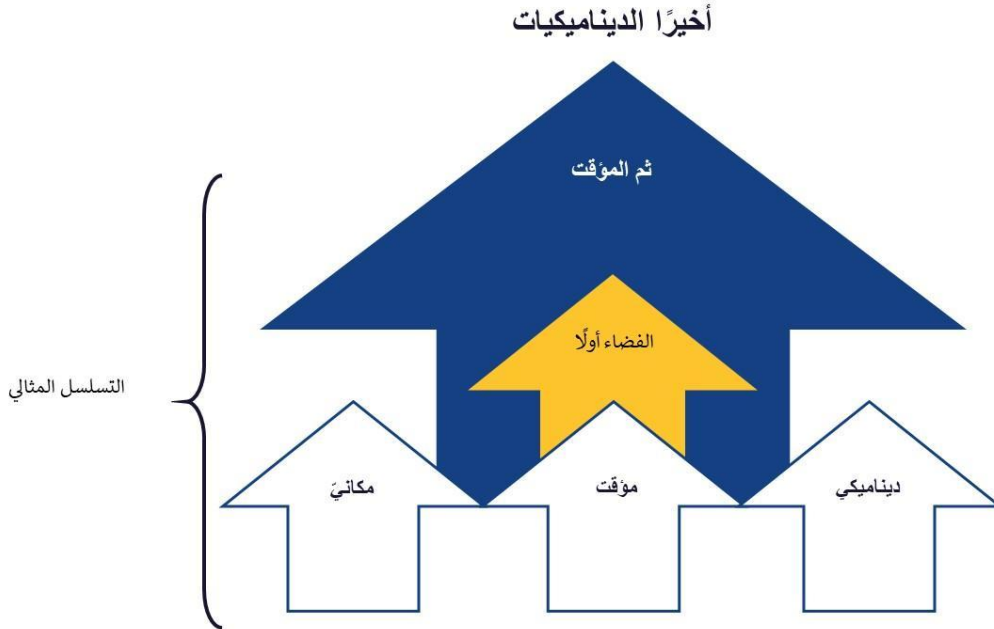 أخيرًا الديناميكيات
ثم المؤقت
الفضاء أولًا
التسلسل المثالي
ديناميكي
مؤقت
مكانيّ